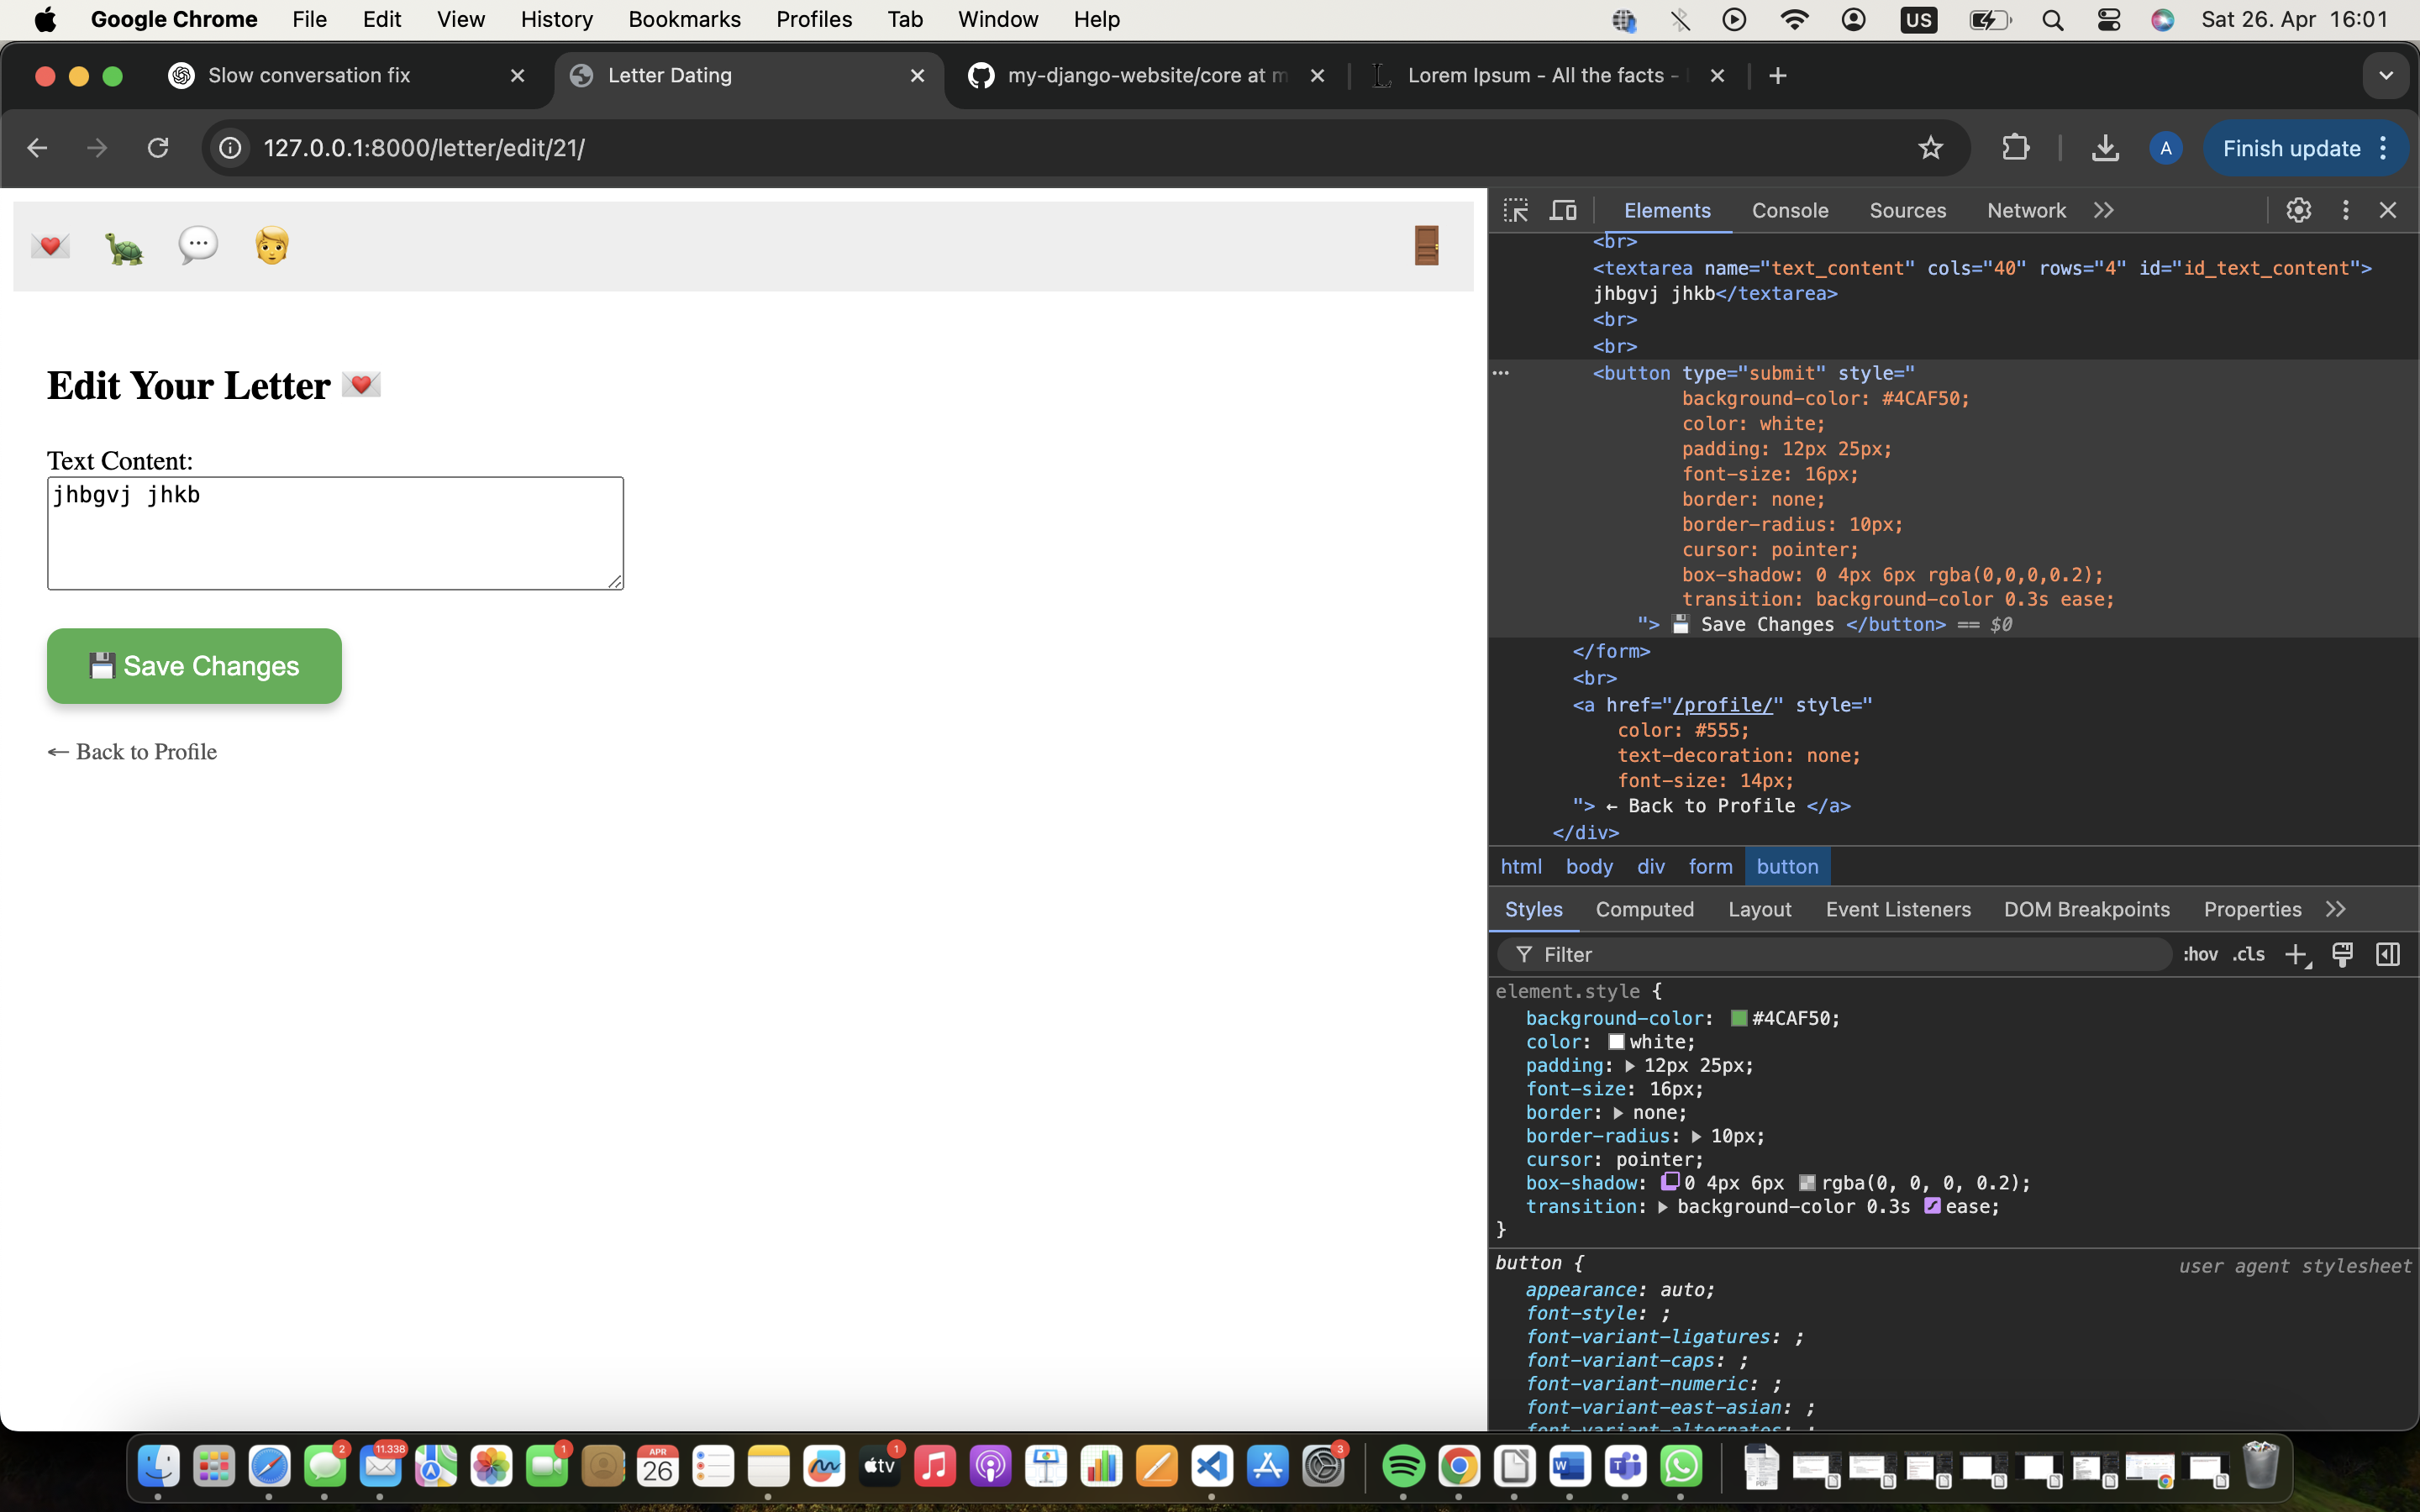 Google Chrome File Edit View History Bookmarks Profiles Tab Window Help US Sat 26. Apr 16:01
Slow conversation fix
Letter Dating
my-django-website/core at m
Lorem Ipsum - All the facts -
127.0.0.1:8000/letter/edit/21/
A
Finish update
Edit Your Letter
Text Content:
jhbgvj jhkb
Save Changes
← Back to Profile
Elements Console Sources Network
<br>
<textarea name="text_content" cols="40" rows="4" id="id_text_content">
jhbgvj jhkb</textarea>
<br>
<br>
<button type="submit" style="
background-color: #4CAF50;
color: white;
padding: 12px 25px;
font-size: 16px;
border: none;
border-radius: 10px;
cursor: pointer;
box-shadow: 0 4px 6px rgba(0,0,0,0.2);
transition: background-color 0.3s ease;
"> 💾 Save Changes </button> == $0
</form>
<br>
<a href="/profile/" style="
color: #555;
text-decoration: none;
font-size: 14px;
"> ← Back to Profile </a>
</div>
html body div form button
Styles Computed Layout Event Listeners DOM Breakpoints Properties
Filter :hov .cls
element.style {
background-color: #4CAF50;
color: white;
padding: 12px 25px;
font-size: 16px;
border: none;
border-radius: 10px;
cursor: pointer;
box-shadow: 0 4px 6px rgba(0, 0, 0, 0.2);
transition: background-color 0.3s ease;
}
button {
user agent stylesheet
appearance: auto;
font-style: ;
font-variant-ligatures: ;
font-variant-caps: ;
font-variant-numeric: ;
font-variant-east-asian: ;
font-variant-alternates: ;
2 11.338 1 APR 26 tv 1 3